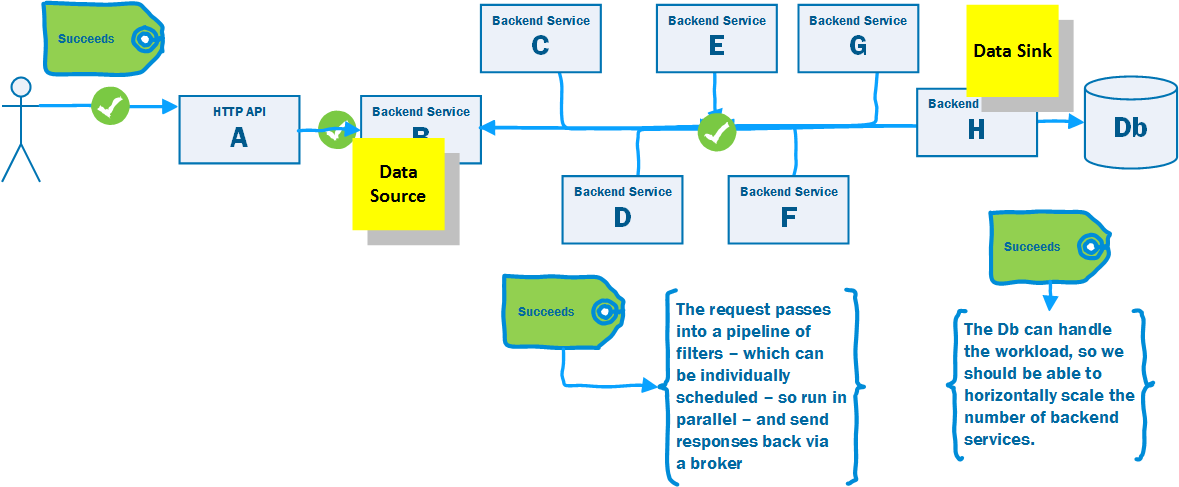 Succeeds
HTTP API
A
Backend Service
B
Data
Source
Backend Service
C
Backend Service
E
Backend Service
G
Backend Service
D
Backend Service
F
Data Sink
Backend
H
Db
Succeeds
The request passes
into a pipeline of
filters – which can
be individually
scheduled – so run in
parallel – and send
responses back via
a broker
Succeeds
The Db can handle
the workload, so we
should be able to
horizontally scale the
number of backend
services.